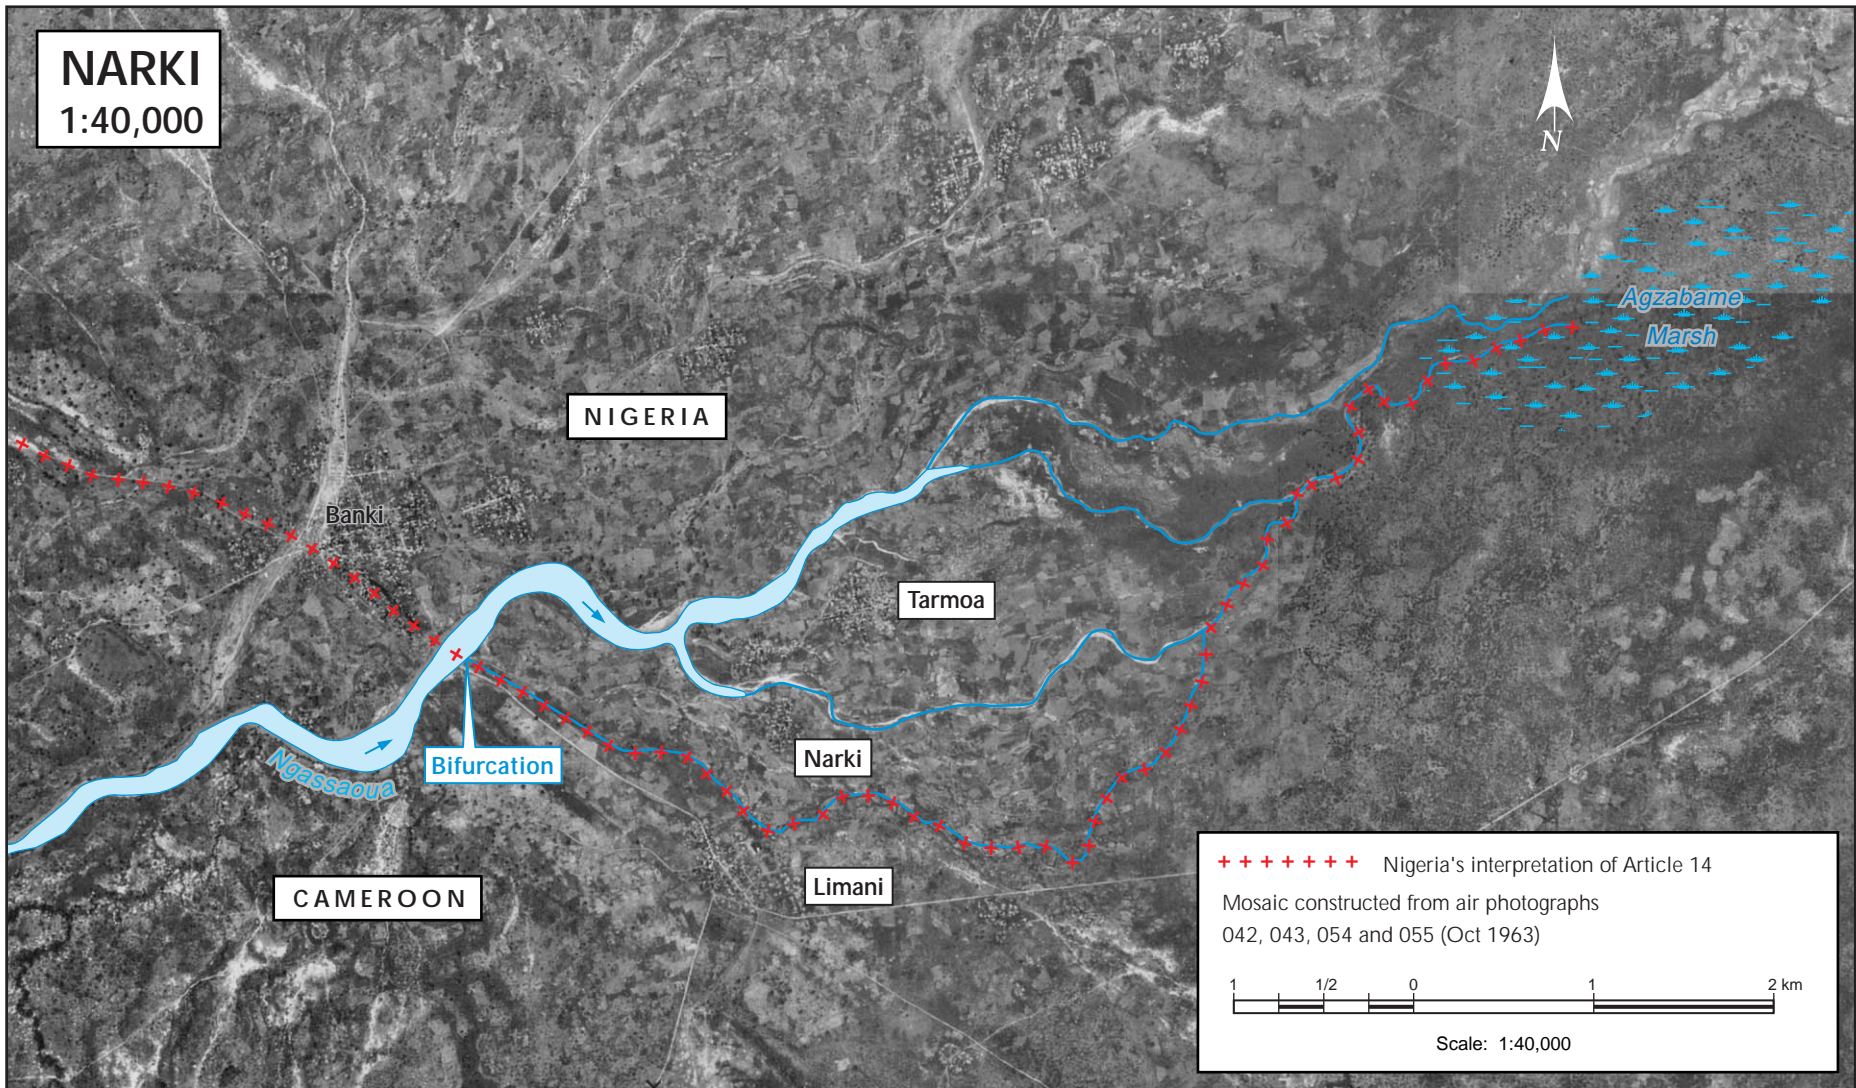 NARKI
1:40,000
N
Agzabame
Marsh
NIGERIA
Banki
Tarmoa
Ngassaoua
Bifurcation
Narki
Limani
CAMEROON
Nigeria's interpretation of Article 14
Mosaic constructed from air photographs
042, 043, 054 and 055 (Oct 1963)
1 1/2 0 1 2 km
Scale: 1:40,000